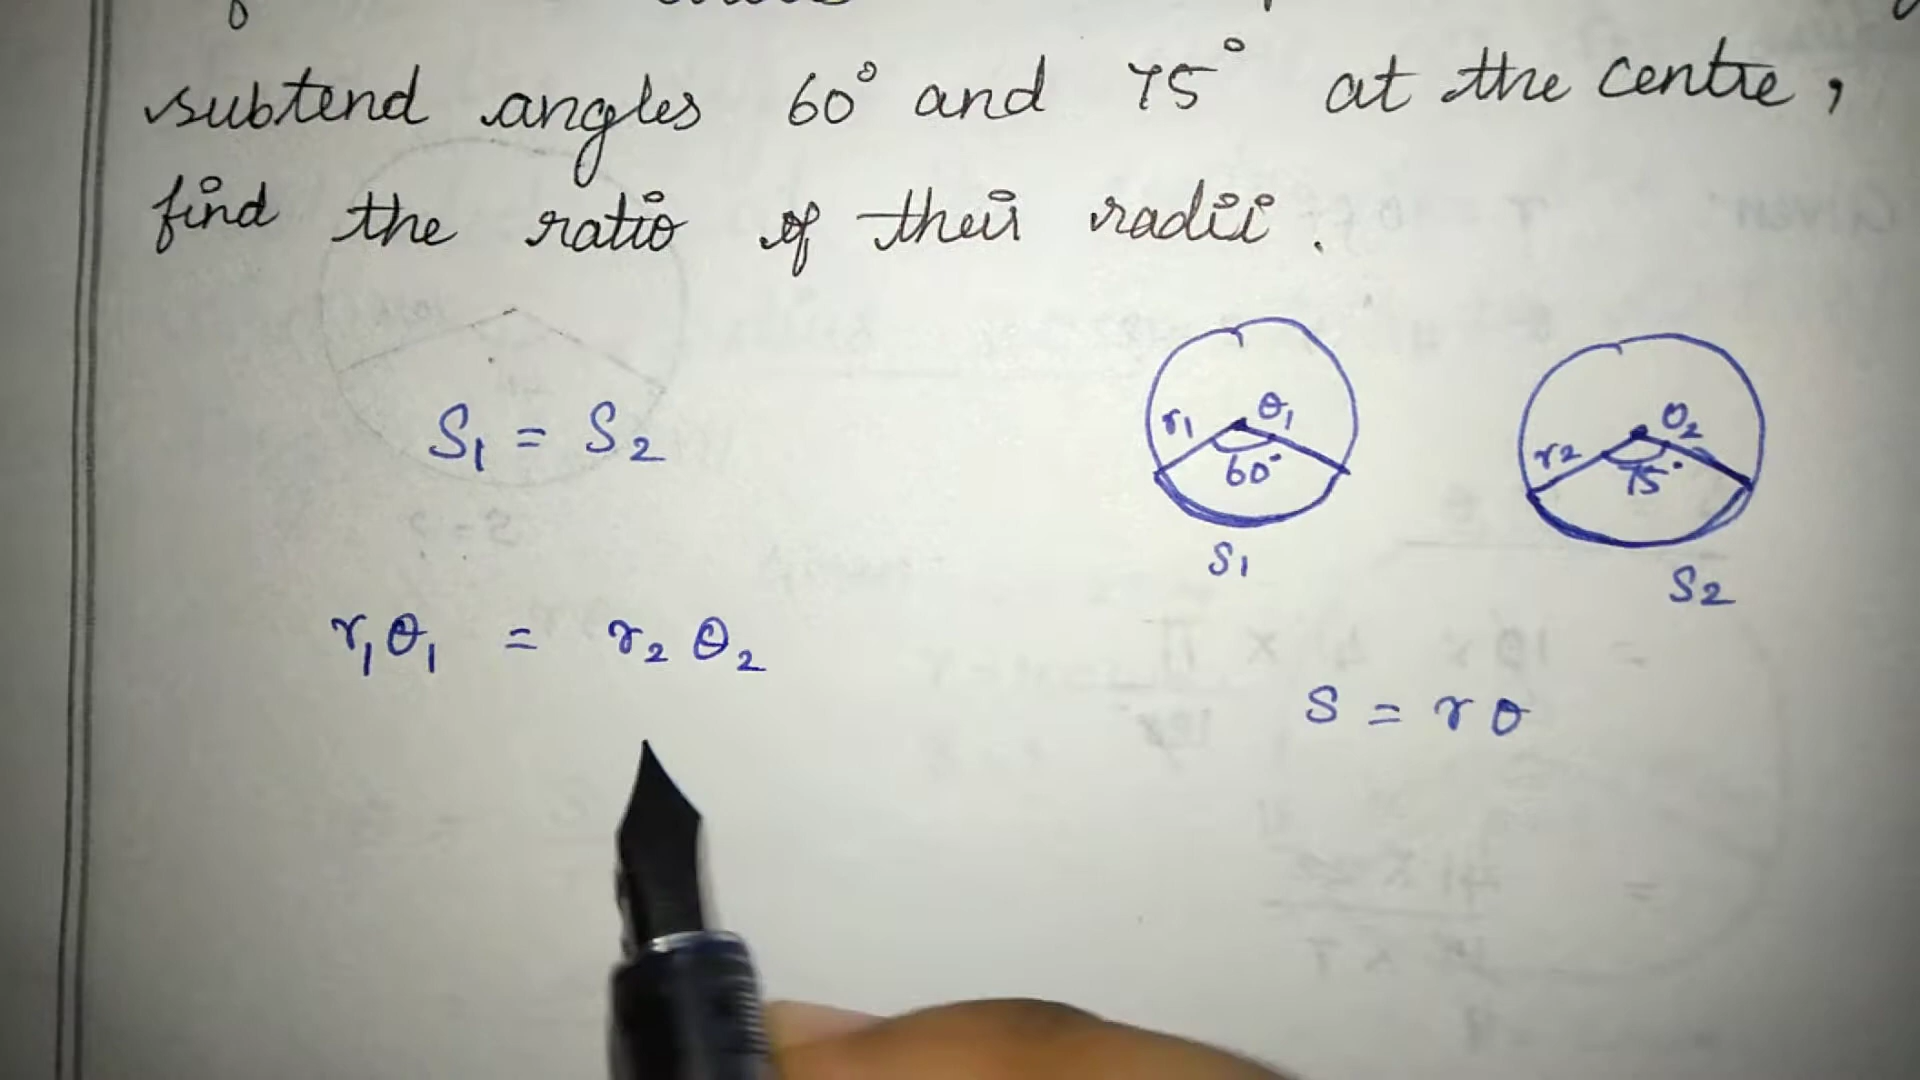 subtend angles 60° and 75° at the centre,
find the ratio of their radii.
S₁ = S₂
r₁ θ₁ 60° S₁
r₂ θ₂ 75° S₂
r₁θ₁ = r₂θ₂
S = rθ